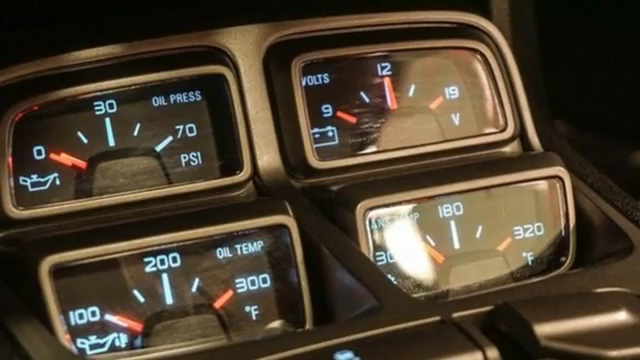 30 OIL PRESS
0 70
PSI
VOLTS 12
9 19
V
200 OIL TEMP
100 300
°F
180
320
°F